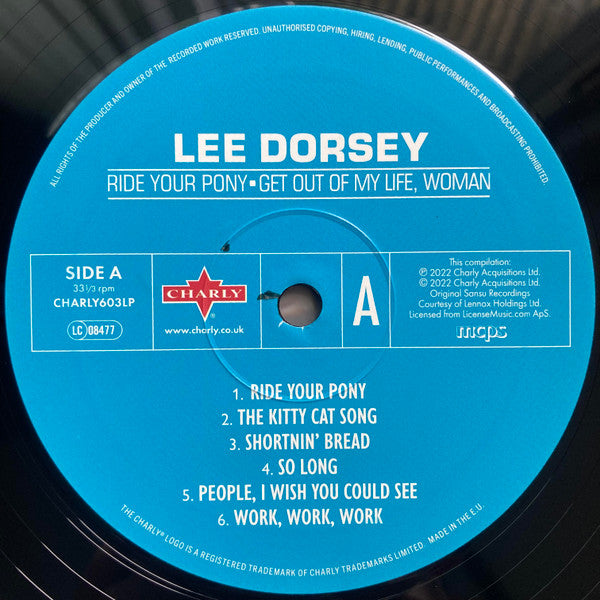 ALL RIGHTS OF THE PRODUCER AND OWNER OF THE RECORDED WORK RESERVED. UNAUTHORISED COPYING, HIRING, LENDING, PUBLIC PERFORMANCES AND BROADCASTING PROHIBITED.
LEE DORSEY
RIDE YOUR PONY▪GET OUT OF MY LIFE, WOMAN
SIDE A
33 1/3 rpm
CHARLY603LP
LC 08477
CHARLY
www.charly.co.uk
A
This compilation:
℗ 2022 Charly Acquisitions Ltd.
© 2022 Charly Acquisitions Ltd.
Original Sansu Recordings
Courtesy of Lennox Holdings Ltd.
Licensed from LicenseMusic.com ApS.
mcps
1. RIDE YOUR PONY
2. THE KITTY CAT SONG
3. SHORTNIN' BREAD
4. SO LONG
5. PEOPLE, I WISH YOU COULD SEE
6. WORK, WORK, WORK
THE CHARLY® LOGO IS A REGISTERED TRADEMARK OF CHARLY TRADEMARKS LIMITED. MADE IN THE E.U.